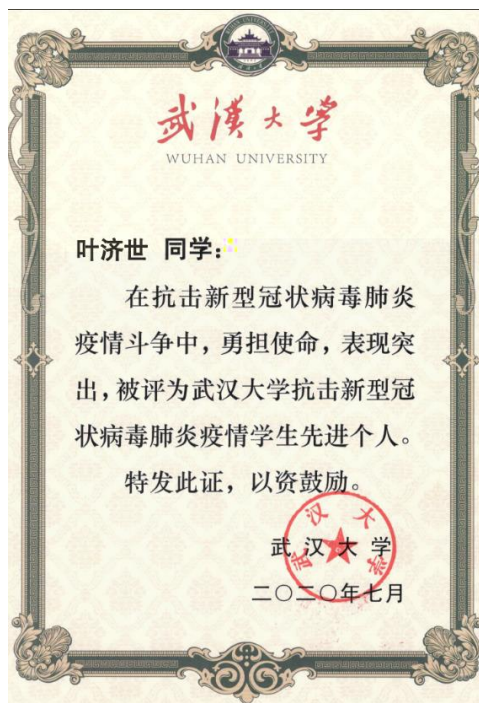 武漢大学
WUHAN UNIVERSITY
叶济世 同学：
在抗击新型冠状病毒肺炎
疫情斗争中，勇担使命，表现突
出，被评为武汉大学抗击新型冠
状病毒肺炎疫情学生先进个人。
特发此证，以资鼓励。
武汉大学
武汉大学
二〇二〇年七月